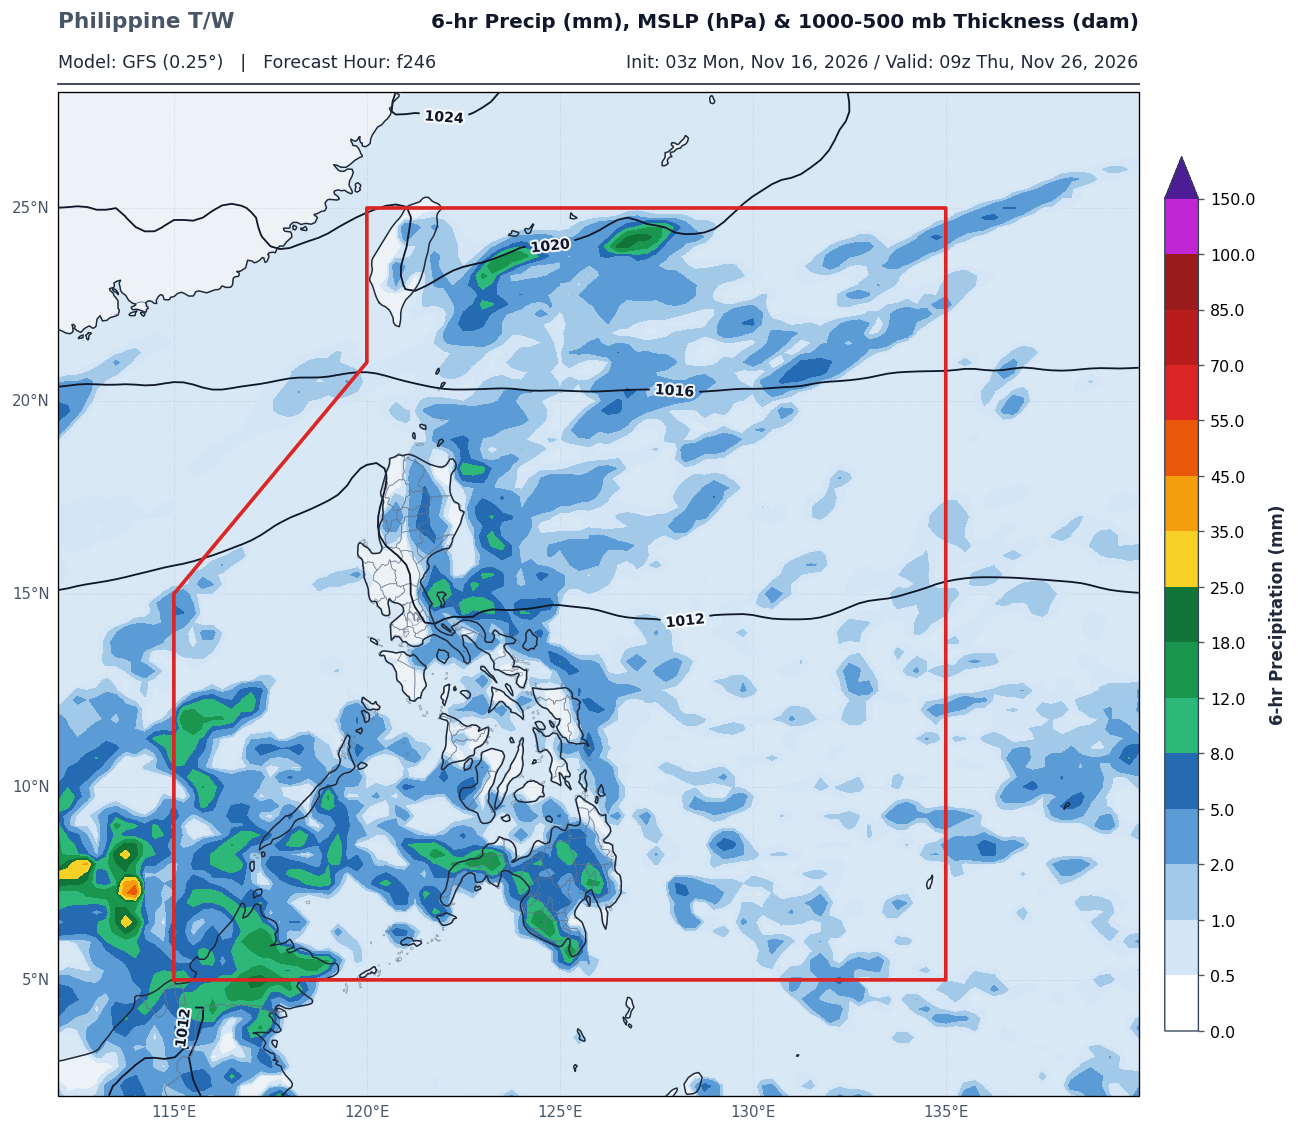 Philippine T/W
6-hr Precip (mm), MSLP (hPa) & 1000-500 mb Thickness (dam)
Model: GFS (0.25°) | Forecast Hour: f246
Init: 03z Mon, Nov 16, 2026 / Valid: 09z Thu, Nov 26, 2026
1024
1020
1016
1012
1012
25°N
20°N
15°N
10°N
5°N
115°E
120°E
125°E
130°E
135°E
150.0
100.0
85.0
70.0
55.0
45.0
35.0
25.0
18.0
12.0
8.0
5.0
2.0
1.0
0.5
0.0
6-hr Precipitation (mm)